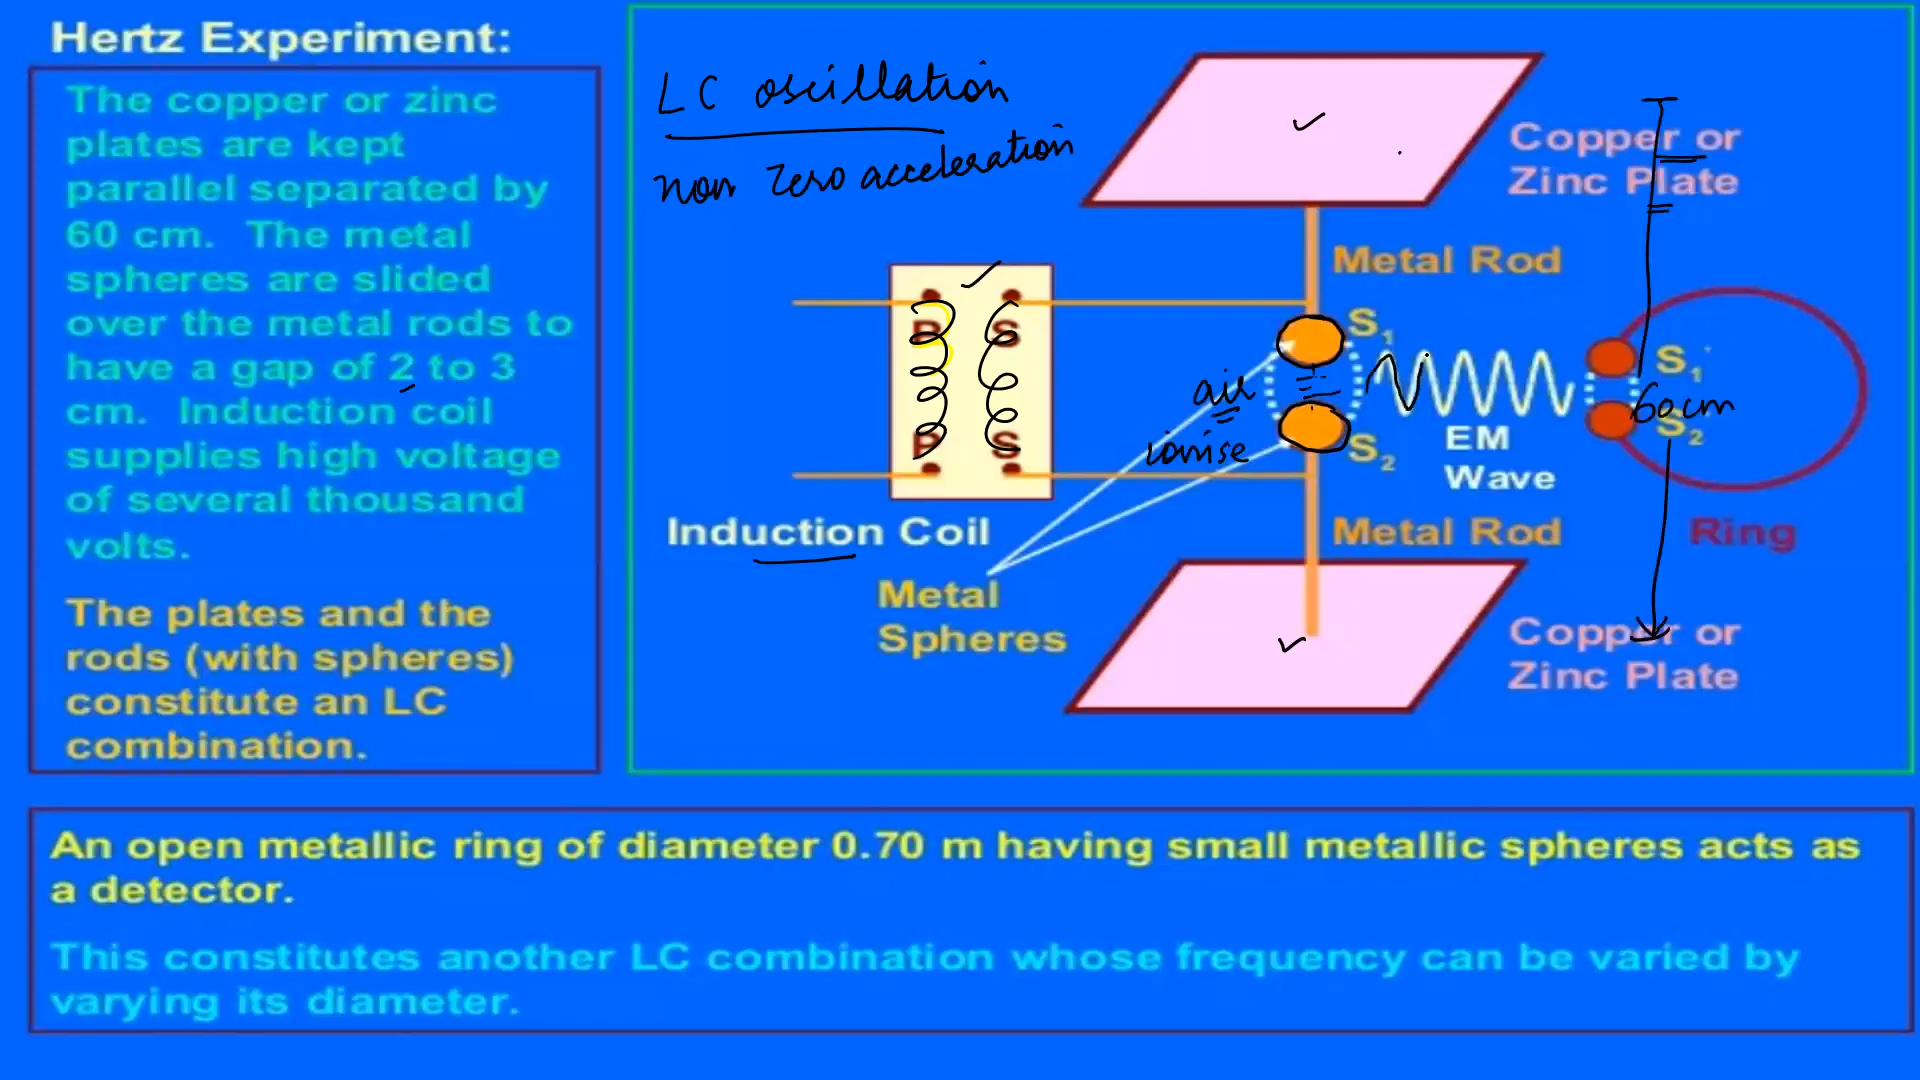 Hertz Experiment:
The copper or zinc
plates are kept
parallel separated by
60 cm. The metal
spheres are slided
over the metal rods to
have a gap of 2 to 3
cm. Induction coil
supplies high voltage
of several thousand
volts.
The plates and the
rods (with spheres)
constitute an LC
combination.
LC oscillation
non Zero acceleration
Copper or
Zinc Plate
Metal Rod
P S
P S
Induction Coil
Metal
Spheres
air
ionise
S1
S2
EM
Wave
S1
60cm
S2
Ring
Metal Rod
Copper or
Zinc Plate
An open metallic ring of diameter 0.70 m having small metallic spheres acts as
a detector.
This constitutes another LC combination whose frequency can be varied by
varying its diameter.